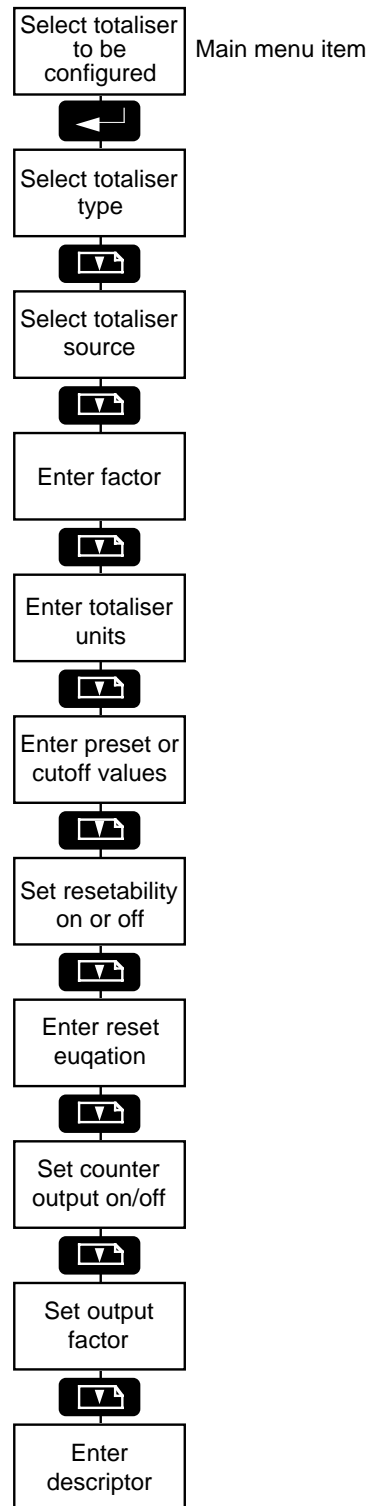 Select totaliser
to be
configured
Main menu item
Select totaliser
type
Select totaliser
source
Enter factor
Enter totaliser
units
Enter preset or
cutoff values
Set resetability
on or off
Enter reset
euqation
Set counter
output on/off
Set output
factor
Enter
descriptor